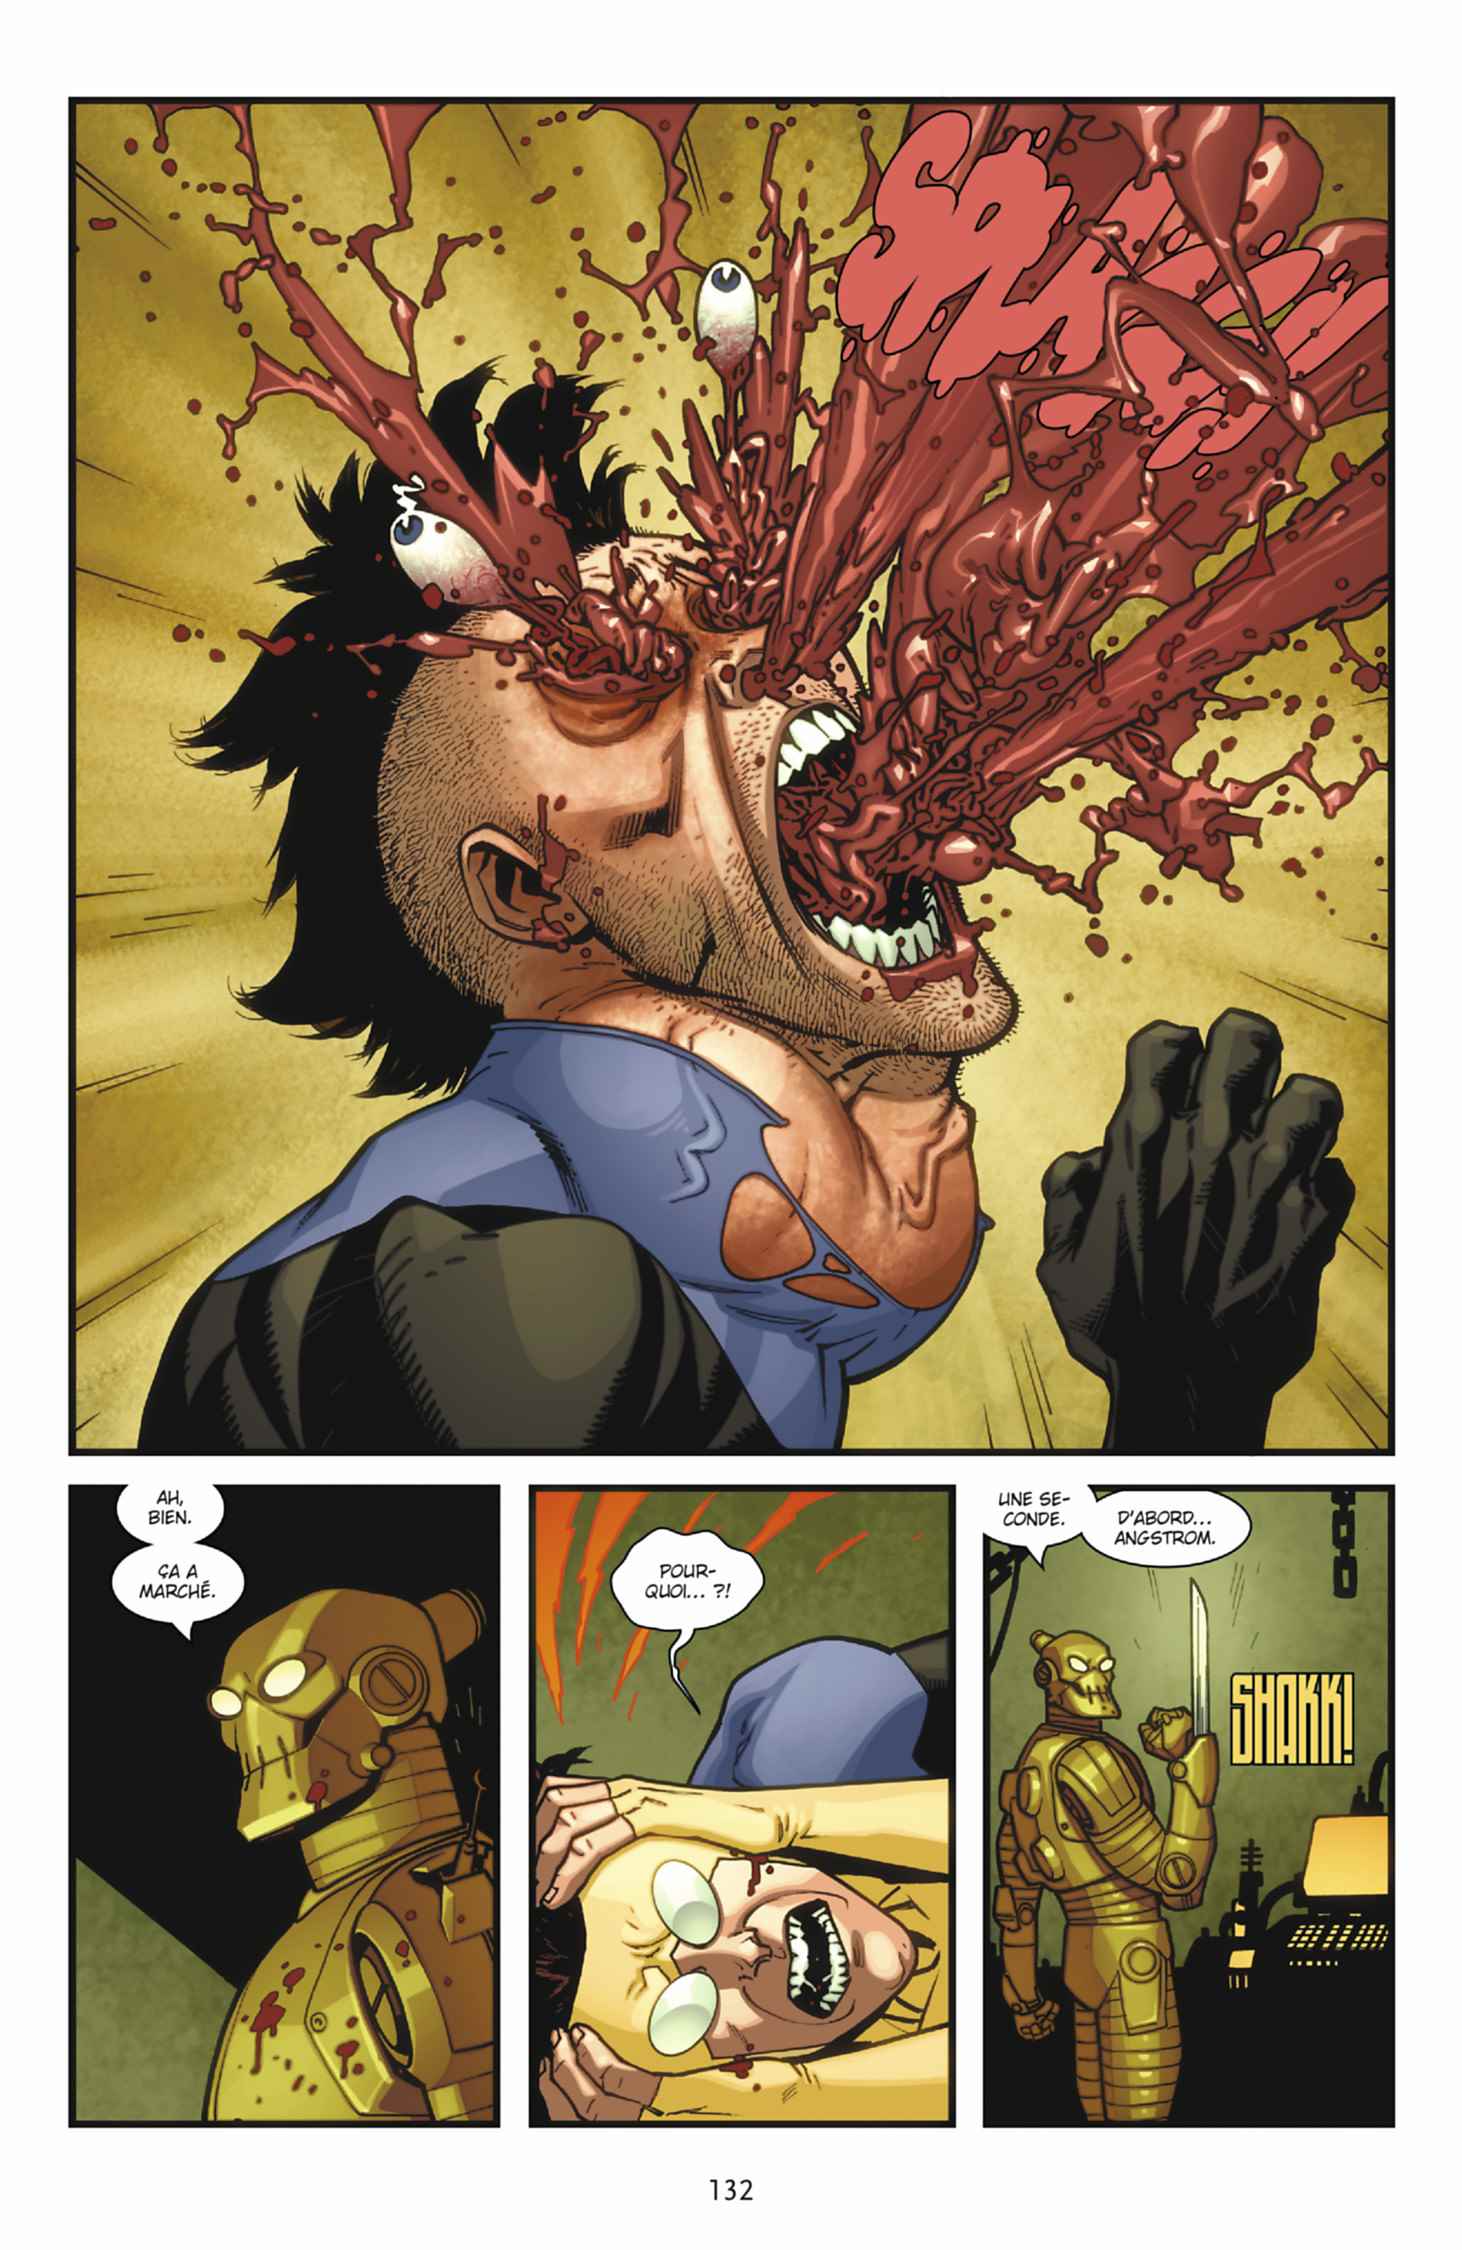 AH,
BIEN.
ÇA A
MARCHÉ.
POUR-
QUOI... ?!
UNE SE-
CONDE.
D'ABORD...
ANGSTROM.
SHAKK!
132